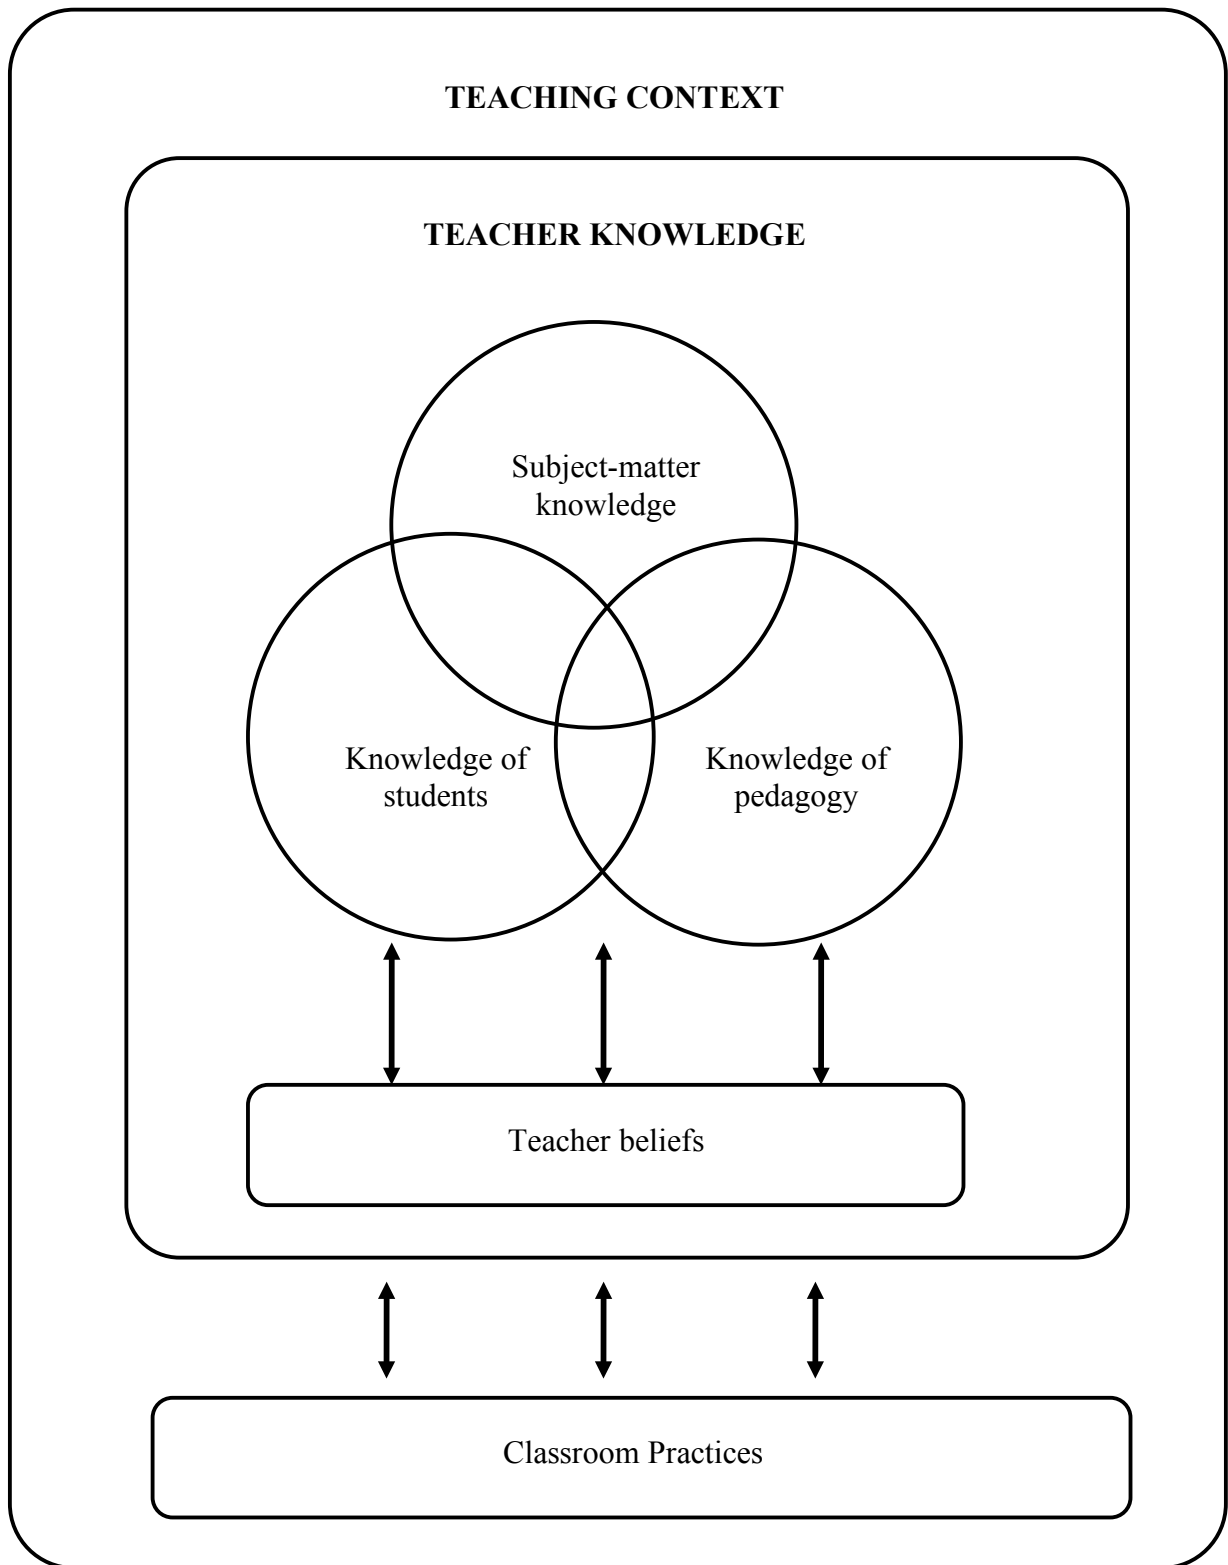 TEACHING CONTEXT
TEACHER KNOWLEDGE
Subject-matter
knowledge
Knowledge of
students
Knowledge of
pedagogy
Teacher beliefs
Classroom Practices